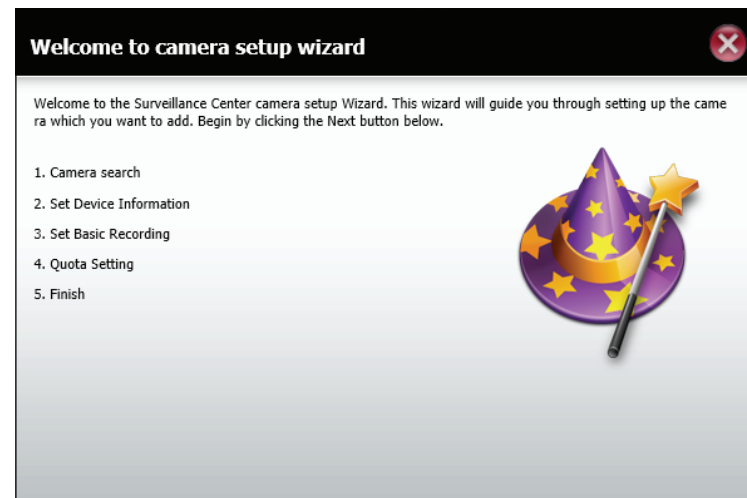 Welcome to camera setup wizard
Welcome to the Surveillance Center camera setup Wizard. This wizard will guide you through setting up the came
ra which you want to add. Begin by clicking the Next button below.
1. Camera search
2. Set Device Information
3. Set Basic Recording
4. Quota Setting
5. Finish